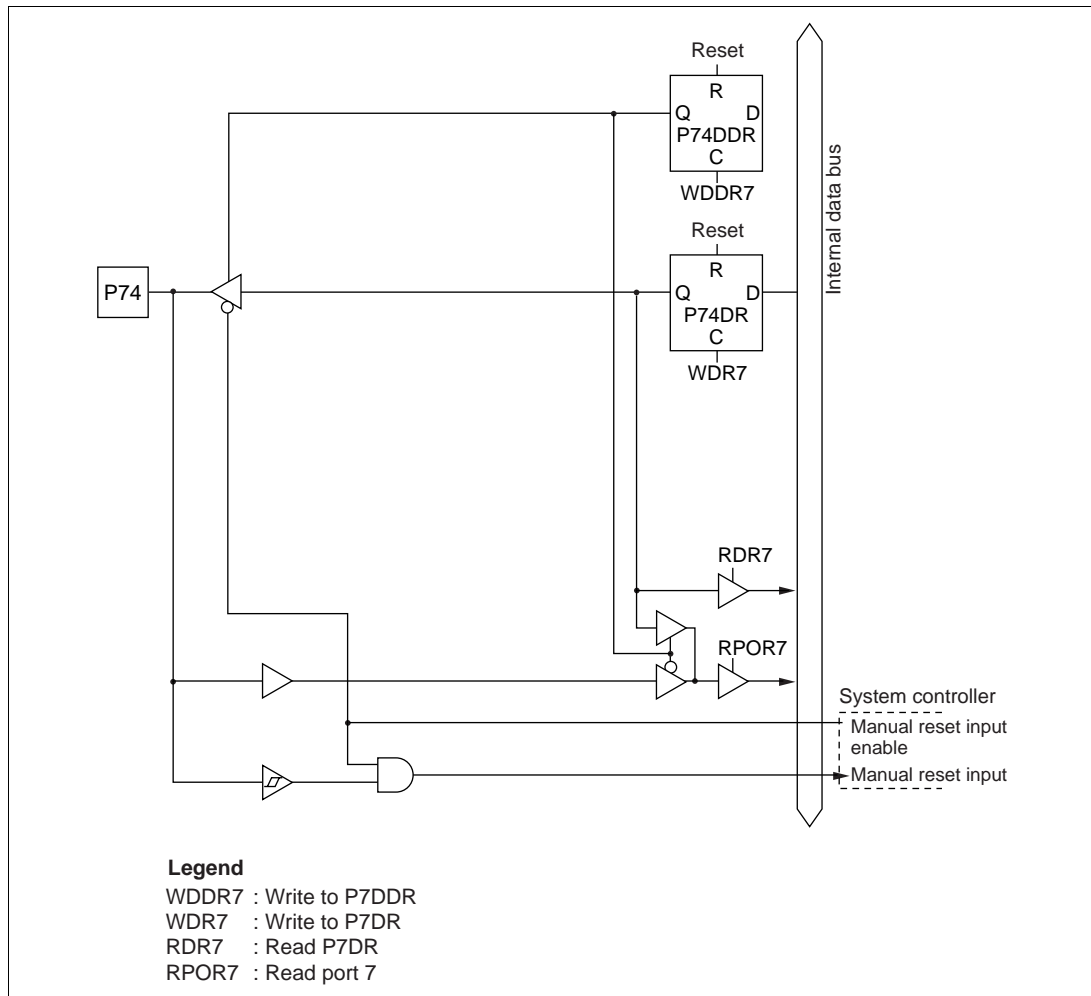 Reset
R
Q D
P74DDR
C
WDDR7
Internal data bus
Reset
R
P74
Q D
P74DR
C
WDR7
RDR7
RPOR7
System controller
Manual reset input
enable
Manual reset input
Legend
WDDR7 : Write to P7DDR
WDR7 : Write to P7DR
RDR7 : Read P7DR
RPOR7 : Read port 7